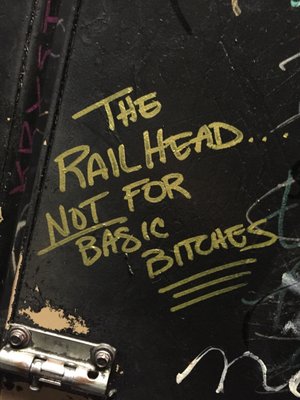 THE
RAILHEAD...
NOT FOR
BASIC
BITCHES